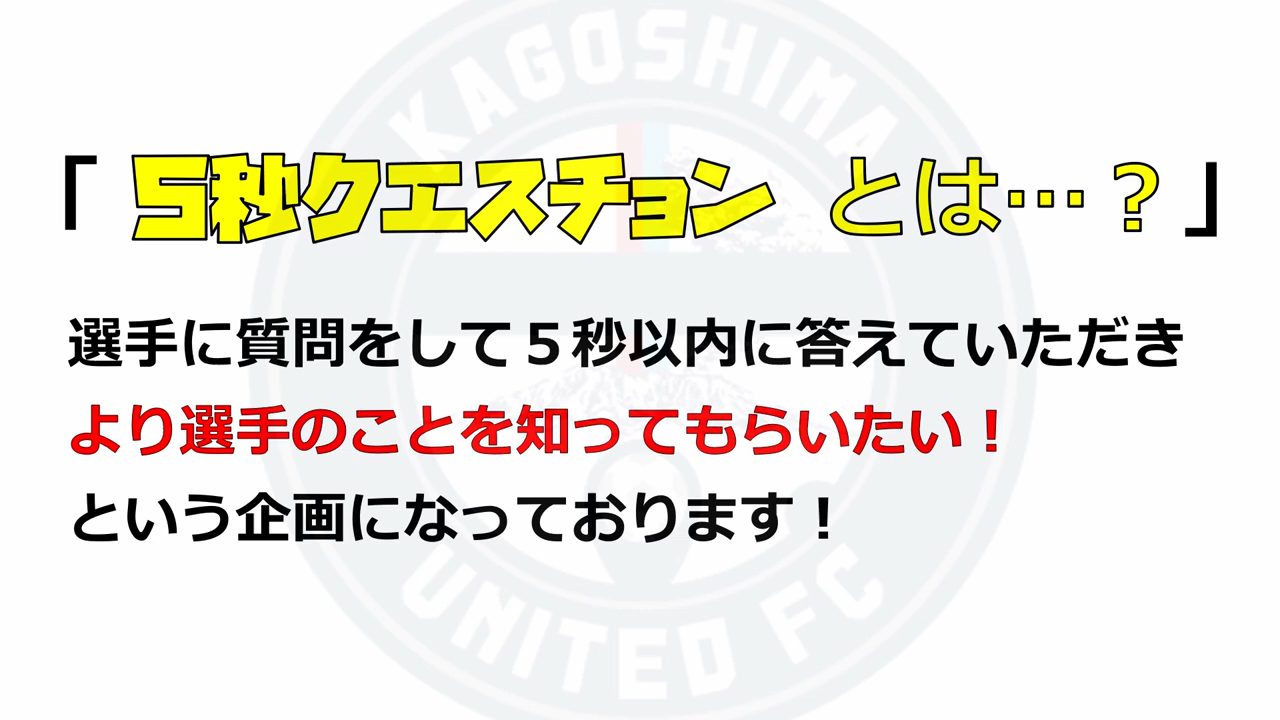 KAGOSHIMA
「５秒クエスチョン とは…？」
選手に質問をして５秒以内に答えていただき
より選手のことを知ってもらいたい！
という企画になっております！
UNITED FC